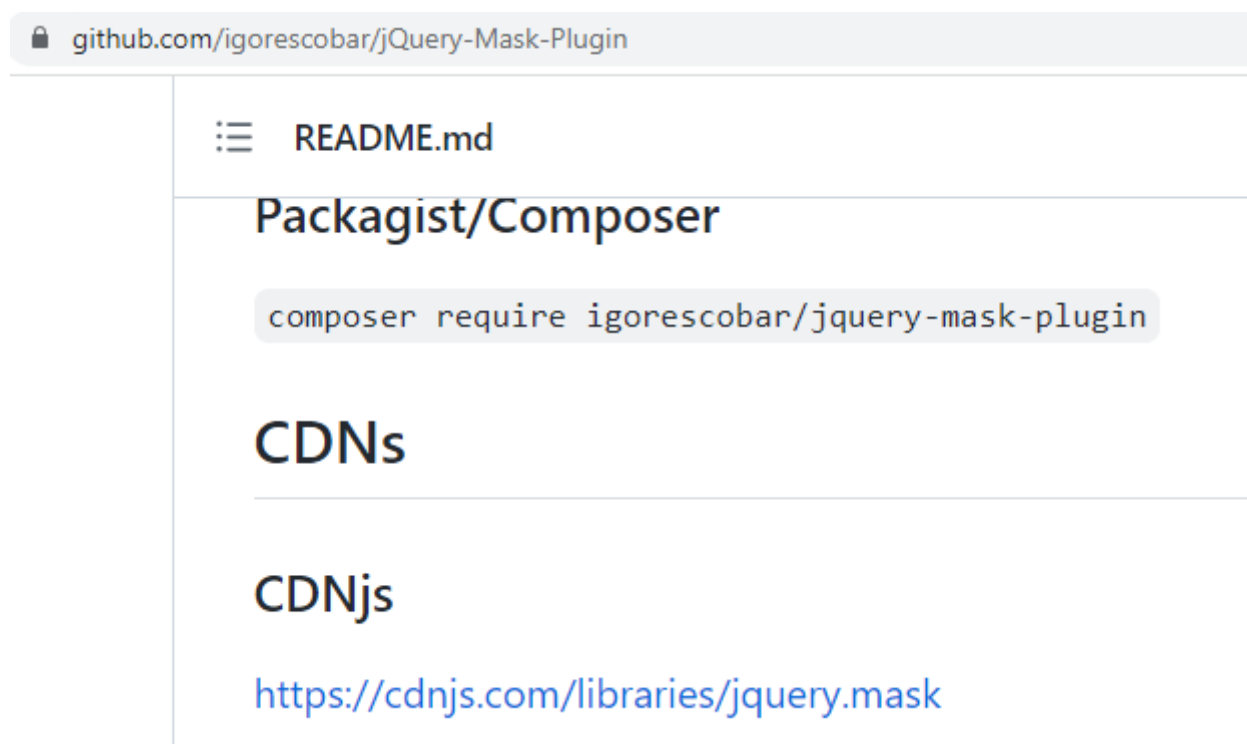 github.com/igorescobar/jQuery-Mask-Plugin
README.md
Packagist/Composer
composer require igorescobar/jquery-mask-plugin
CDNs
CDNjs
https://cdnjs.com/libraries/jquery.mask